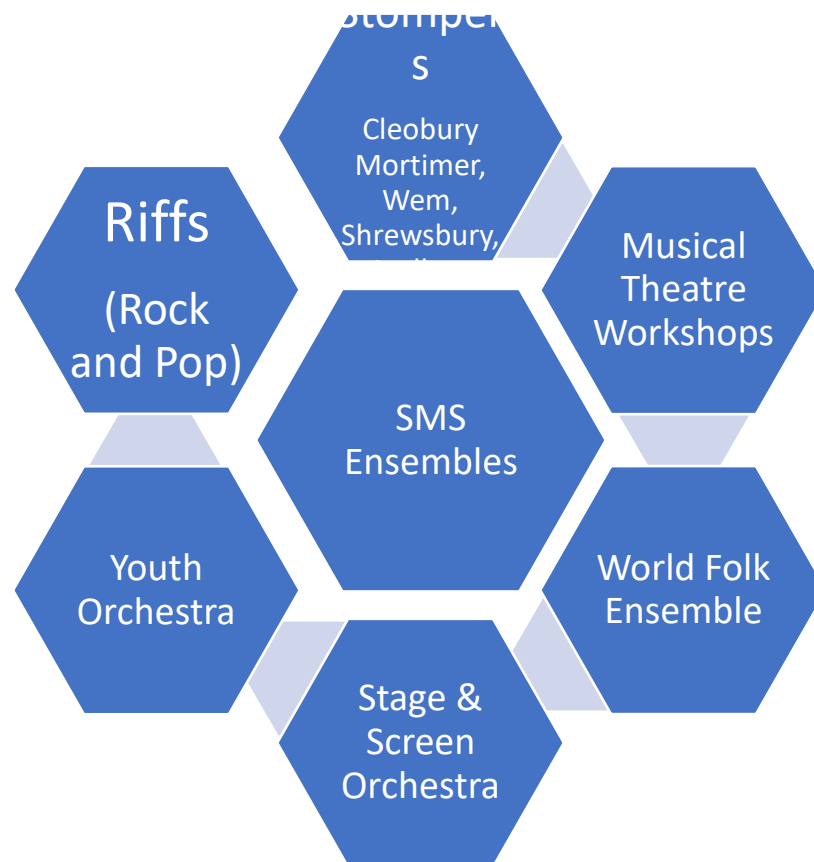 Stomper
s
Cleobury
Mortimer,
Wem,
Shrewsbury,
Riffs
(Rock
and Pop)
Musical
Theatre
Workshops
SMS
Ensembles
Youth
Orchestra
World Folk
Ensemble
Stage &
Screen
Orchestra